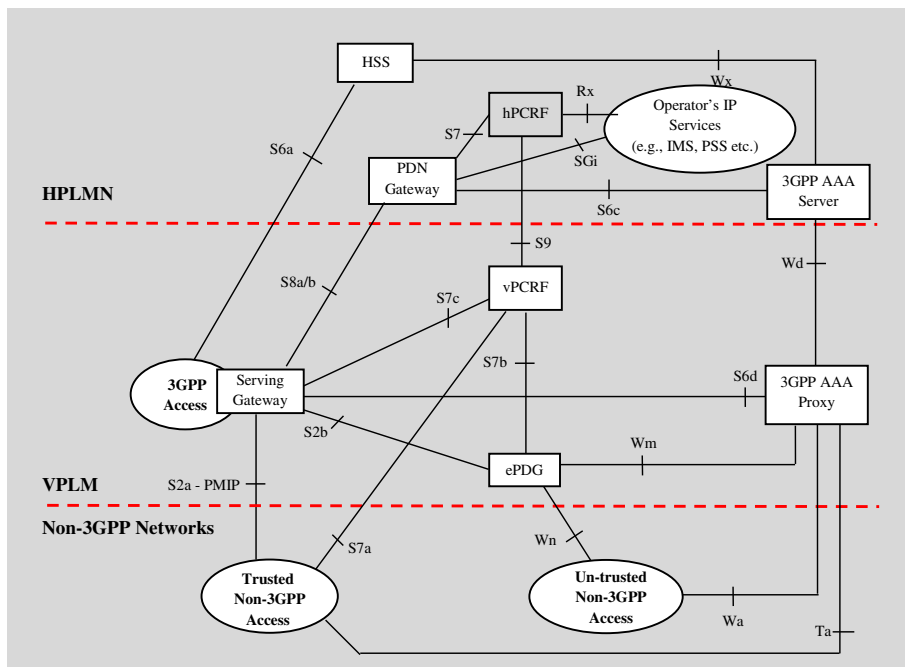 HSS
Wx
Rx
hPCRF
Operator's IP
Services
(e.g., IMS, PSS etc.)
S7
S6a
SGi
PDN
Gateway
3GPP AAA
Server
HPLMN
S6c
S9
Wd
S8a/b
vPCRF
S7c
S7b
3GPP
Access
Serving
Gateway
S6d
3GPP AAA
Proxy
S2b
Wm
ePDG
VPLM
S2a - PMIP
Non-3GPP Networks
S7a
Wn
Trusted
Non-3GPP
Access
Un-trusted
Non-3GPP
Access
Wa
Ta